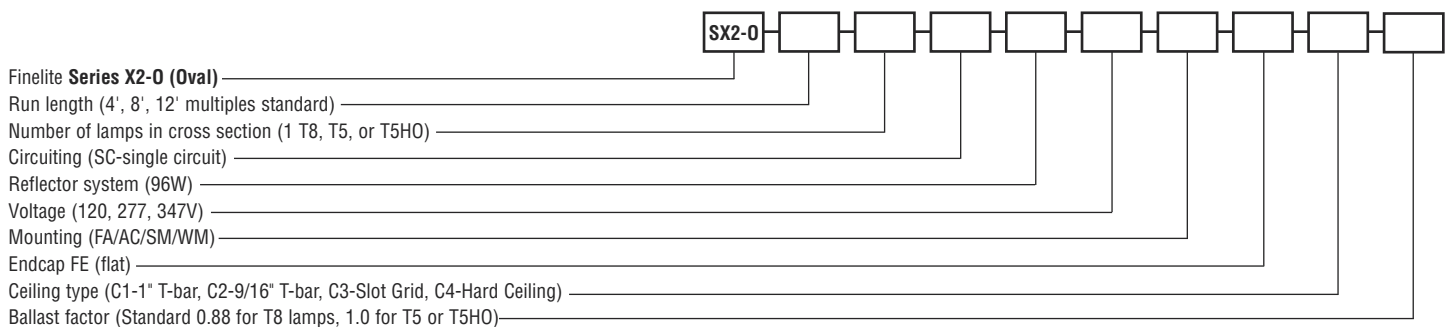 SX2-O
Finelite Series X2-O (Oval)
Run length (4', 8', 12' multiples standard)
Number of lamps in cross section (1 T8, T5, or T5HO)
Circuiting (SC-single circuit)
Reflector system (96W)
Voltage (120, 277, 347V)
Mounting (FA/AC/SM/WM)
Endcap FE (flat)
Ceiling type (C1-1" T-bar, C2-9/16" T-bar, C3-Slot Grid, C4-Hard Ceiling)
Ballast factor (Standard 0.88 for T8 lamps, 1.0 for T5 or T5HO)